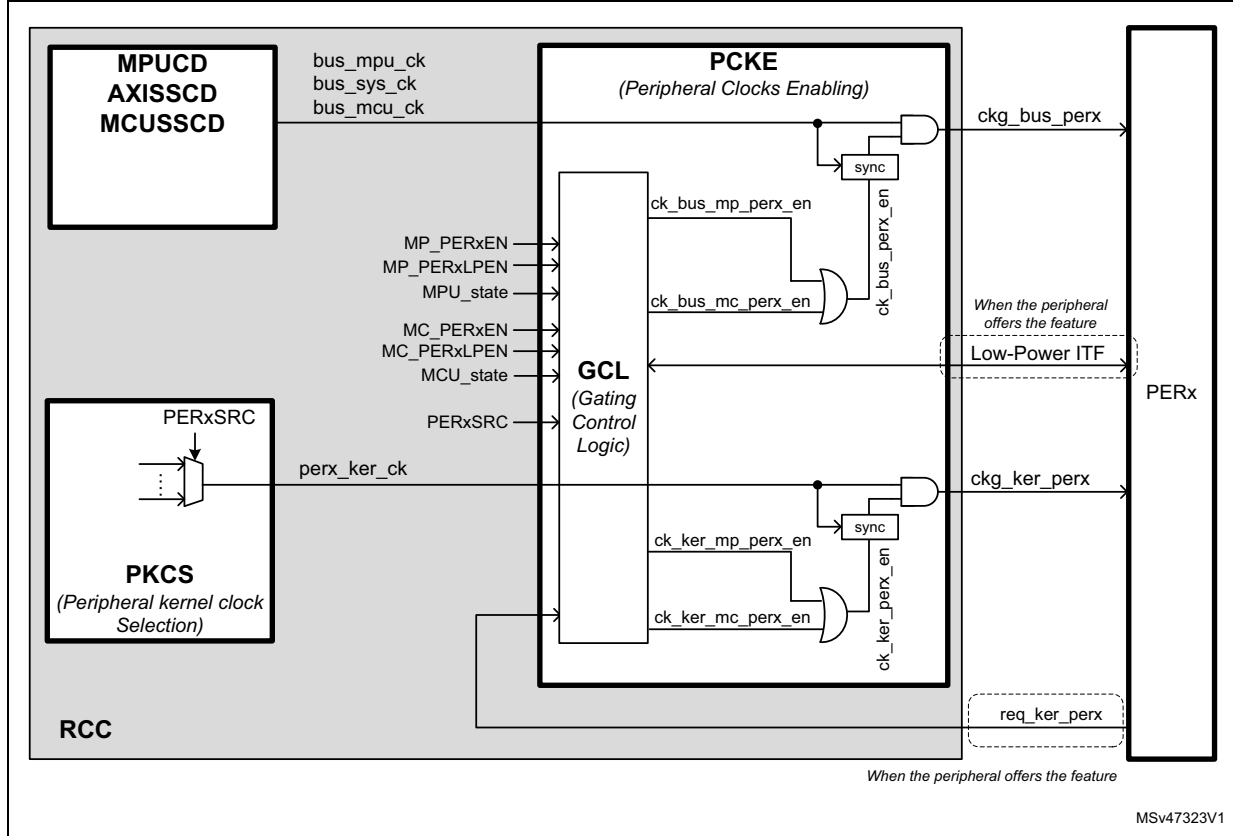 MPUCD
AXISSCD
MCUSSCD
bus_mpu_ck
bus_sys_ck
bus_mcu_ck
PCKE
(Peripheral Clocks Enabling)
ckg_bus_perx
sync
ck_bus_perx_en
ck_bus_mp_perx_en
ck_bus_mc_perx_en
MP_PERxEN
MP_PERxLPEN
MPU_state
MC_PERxEN
MC_PERxLPEN
MCU_state
PERxSRC
GCL
(Gating
Control
Logic)
When the peripheral
offers the feature
Low-Power ITF
PERx
PERxSRC
perx_ker_ck
PKCS
(Peripheral kernel clock
Selection)
ckg_ker_perx
sync
ck_ker_perx_en
ck_ker_mp_perx_en
ck_ker_mc_perx_en
req_ker_perx
RCC
When the peripheral offers the feature
MSv47323V1